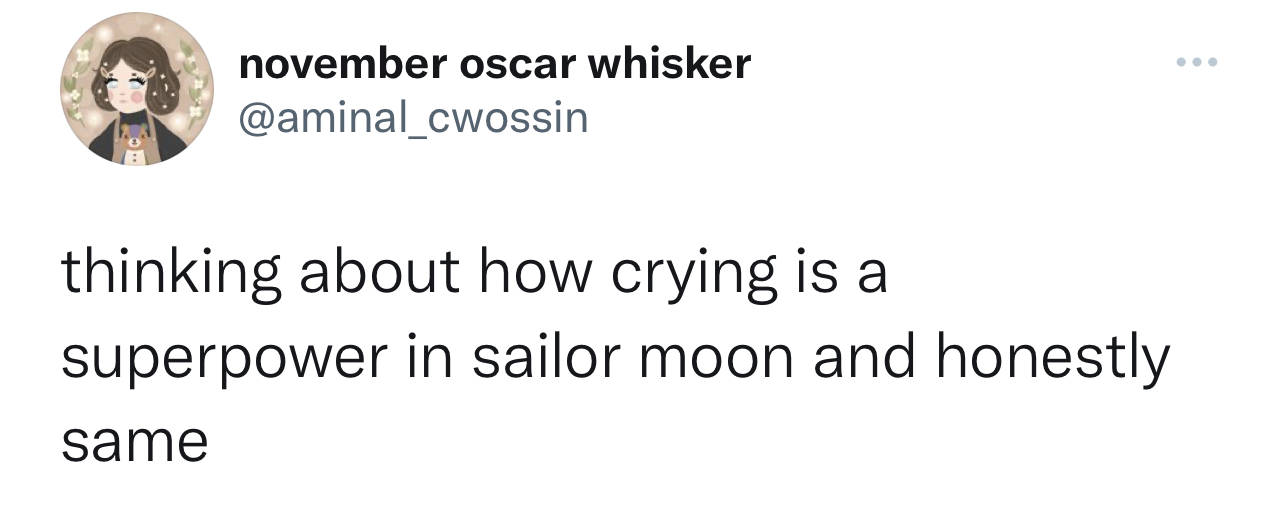 november oscar whisker
@aminal_cwossin
thinking about how crying is a
superpower in sailor moon and honestly
same